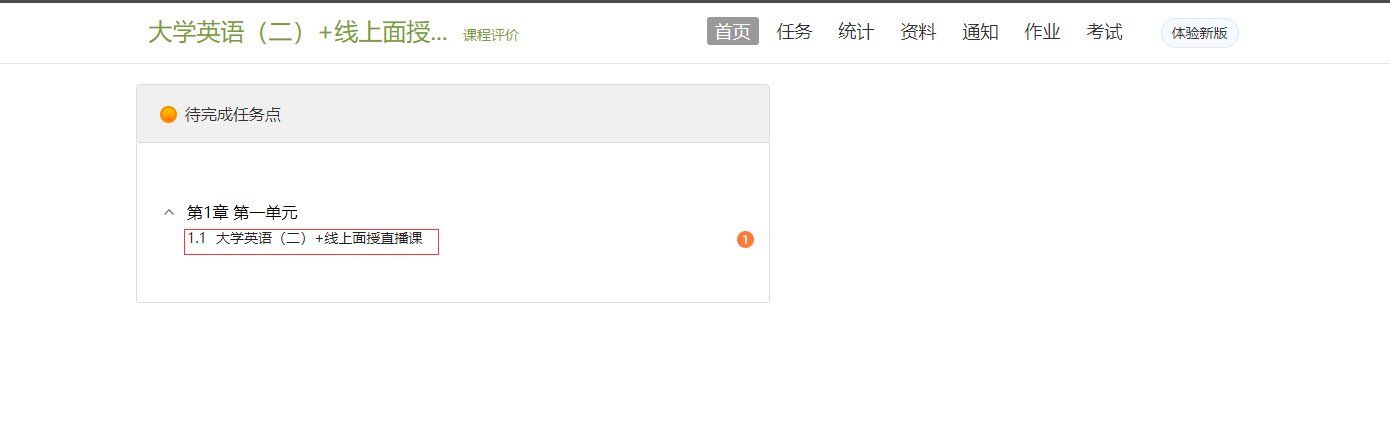 大学英语（二）+线上面授... 课程评价 首页 任务 统计 资料 通知 作业 考试 体验新版
待完成任务点
第1章 第一单元
1.1 大学英语（二）+线上面授直播课 1